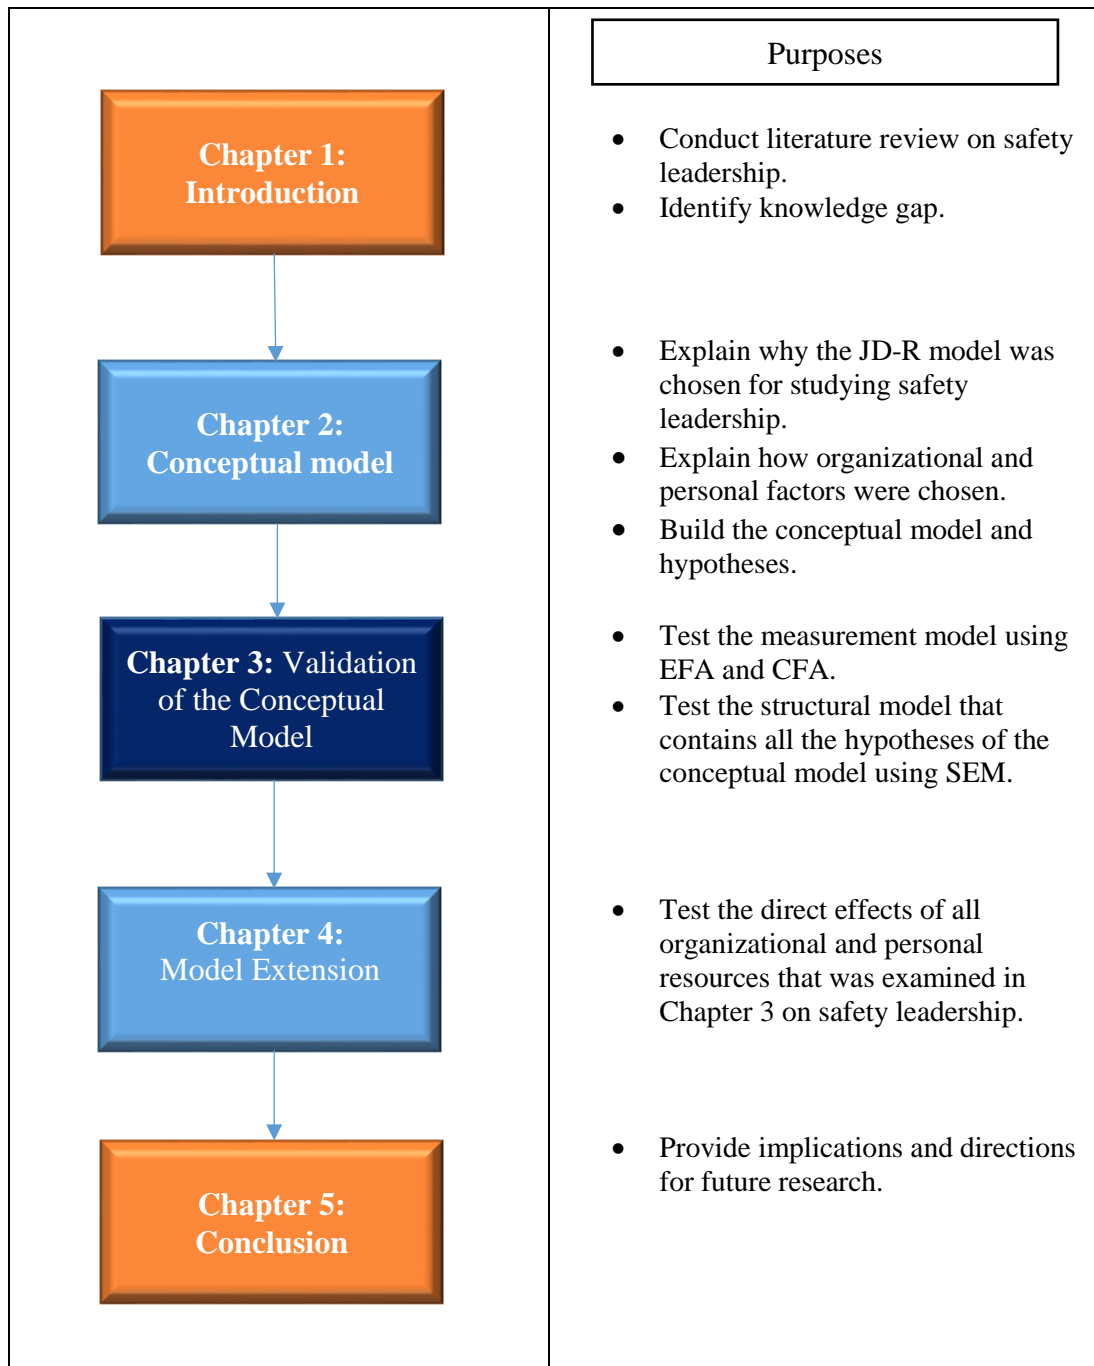 Purposes
Chapter 1:
Introduction
• Conduct literature review on safety
leadership.
• Identify knowledge gap.
Chapter 2:
Conceptual model
• Explain why the JD-R model was
chosen for studying safety
leadership.
• Explain how organizational and
personal factors were chosen.
• Build the conceptual model and
hypotheses.
Chapter 3: Validation
of the Conceptual
Model
• Test the measurement model using
EFA and CFA.
• Test the structural model that
contains all the hypotheses of the
conceptual model using SEM.
Chapter 4:
Model Extension
• Test the direct effects of all
organizational and personal
resources that was examined in
Chapter 3 on safety leadership.
Chapter 5:
Conclusion
• Provide implications and directions
for future research.